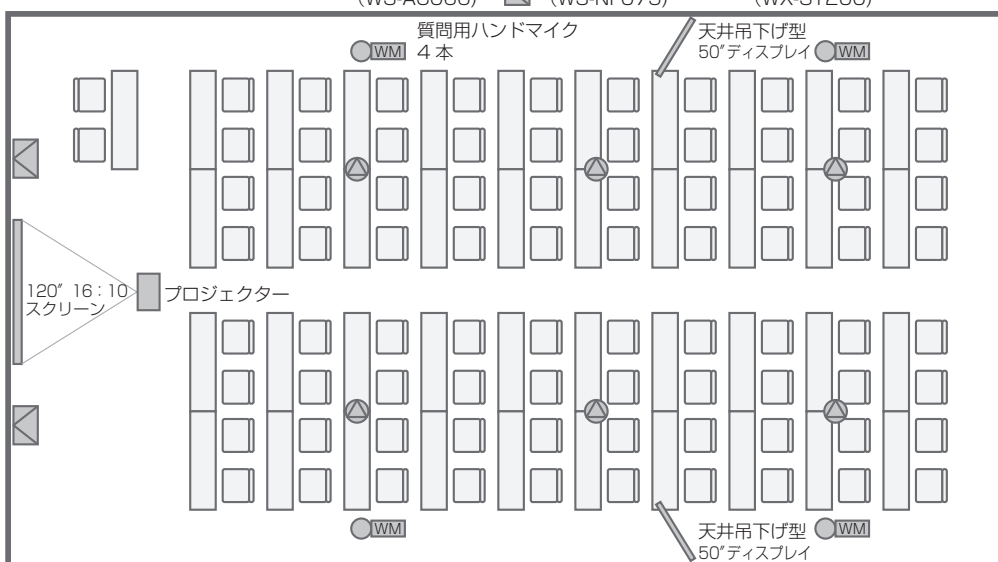 質問用ハンドマイク
WM 4本
天井吊下げ型
50″ディスプレイ WM
120″ 16：10
スクリーン
プロジェクター
WM
天井吊下げ型
50″ディスプレイ
WM